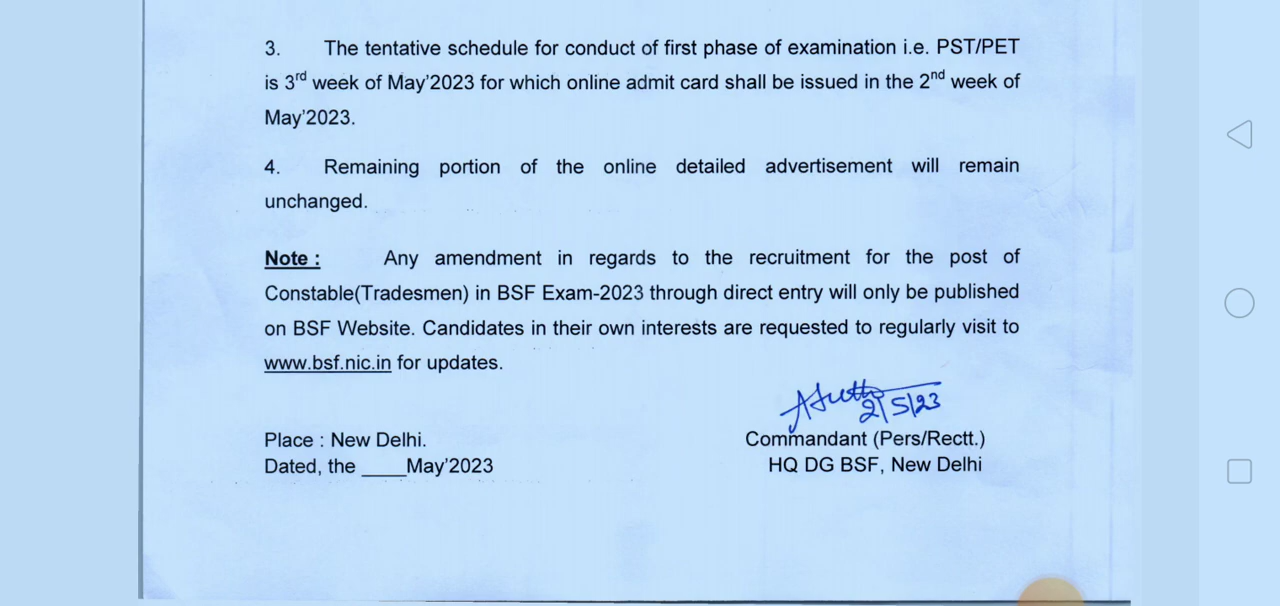 3. The tentative schedule for conduct of first phase of examination i.e. PST/PET
is 3rd week of May'2023 for which online admit card shall be issued in the 2nd week of
May'2023.
4. Remaining portion of the online detailed advertisement will remain
unchanged.
Note : Any amendment in regards to the recruitment for the post of
Constable(Tradesmen) in BSF Exam-2023 through direct entry will only be published
on BSF Website. Candidates in their own interests are requested to regularly visit to
www.bsf.nic.in for updates.
2/5/23
Place : New Delhi.
Commandant (Pers/Rectt.)
Dated, the ____May'2023
HQ DG BSF, New Delhi